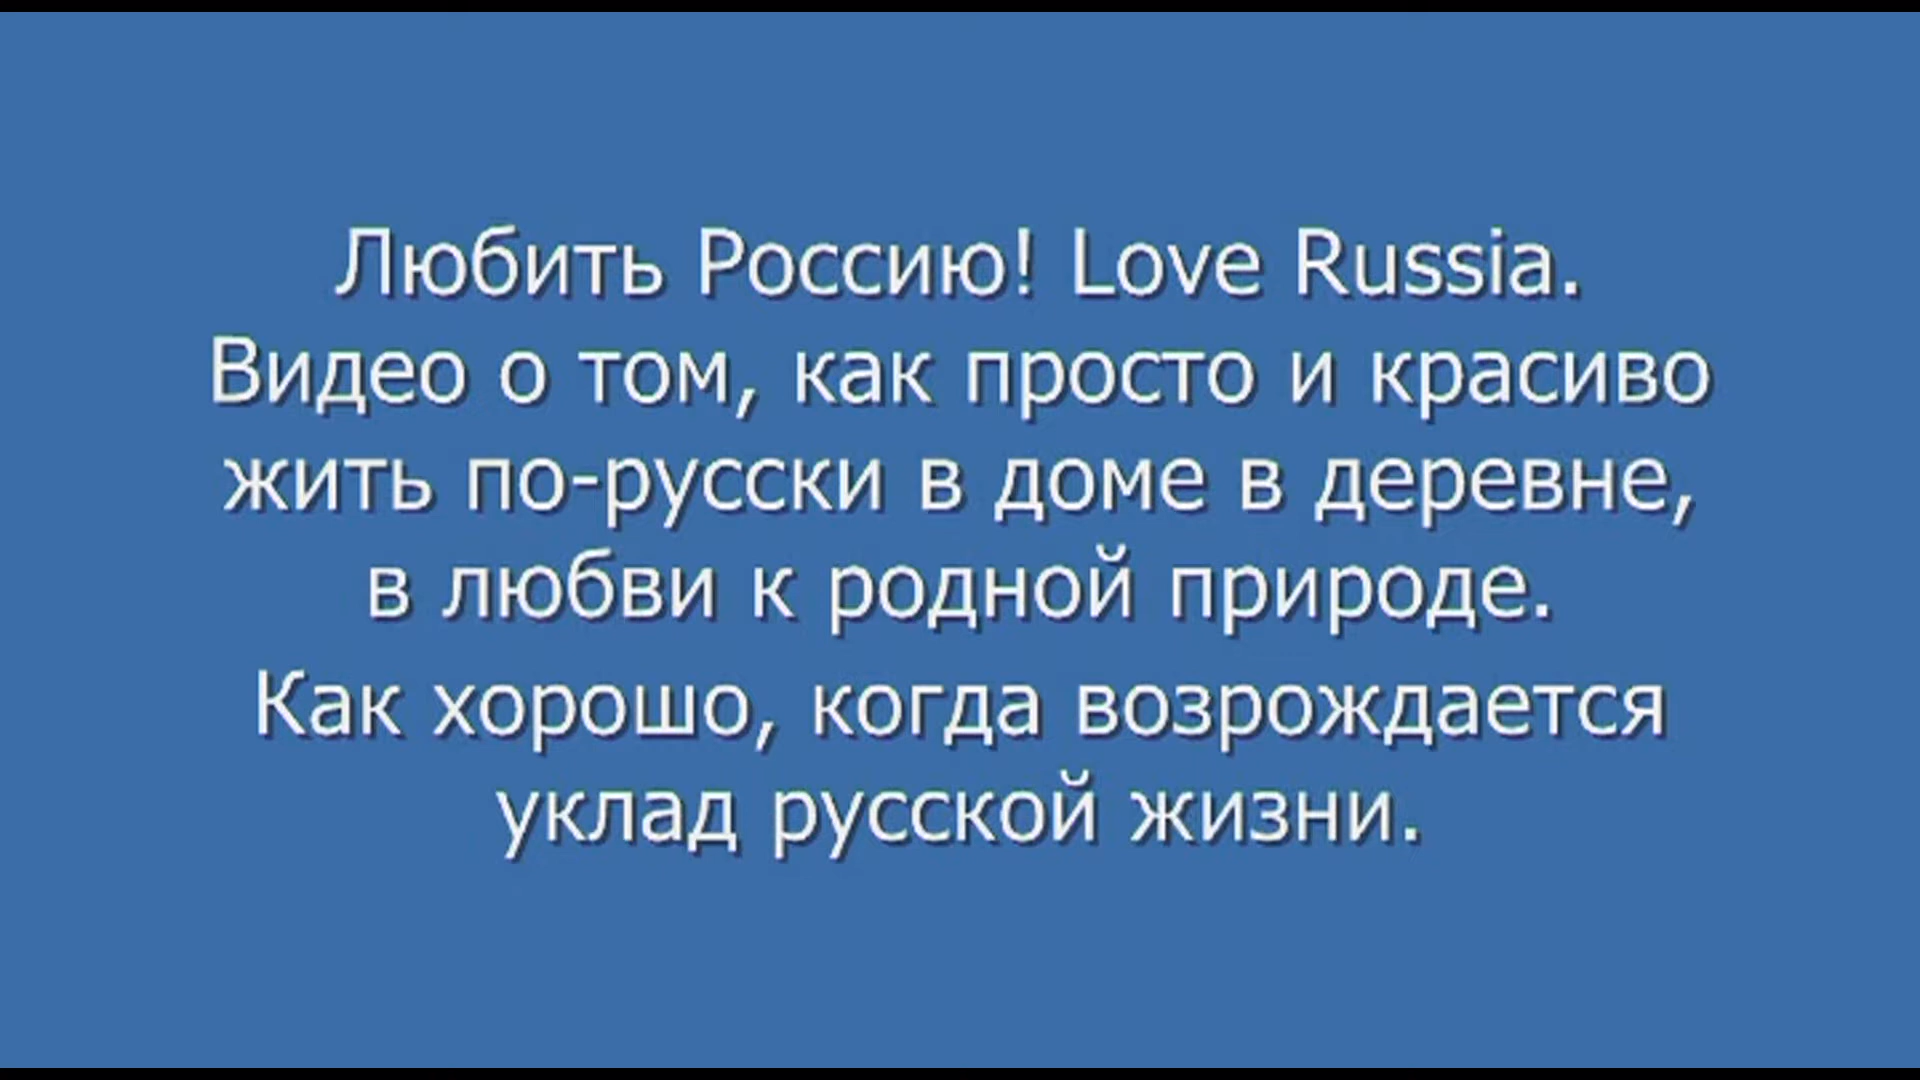 Любить Россию! Love Russia.
Видео о том, как просто и красиво
жить по-русски в доме в деревне,
в любви к родной природе.
Как хорошо, когда возрождается
уклад русской жизни.